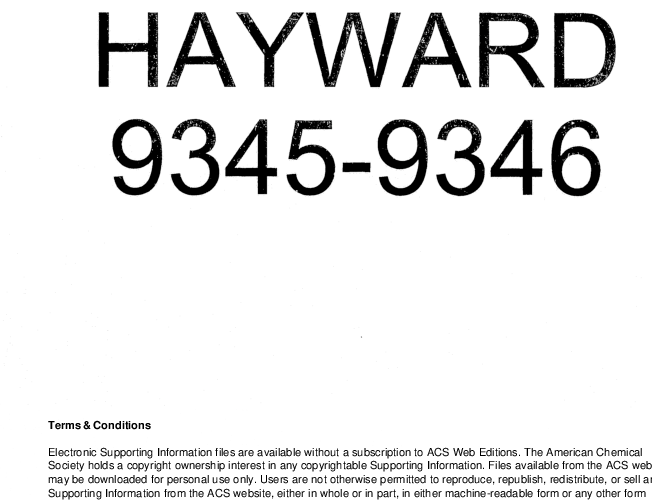 HAYWARD
9345-9346
Terms & Conditions
Electronic Supporting Information files are available without a subscription to ACS Web Editions. The American Chemical
Society holds a copyright ownership interest in any copyrightable Supporting Information. Files available from the ACS web
may be downloaded for personal use only. Users are not otherwise permitted to reproduce, republish, redistribute, or sell
Supporting Information from the ACS website, either in whole or in part, in either machine-readable form or any other form